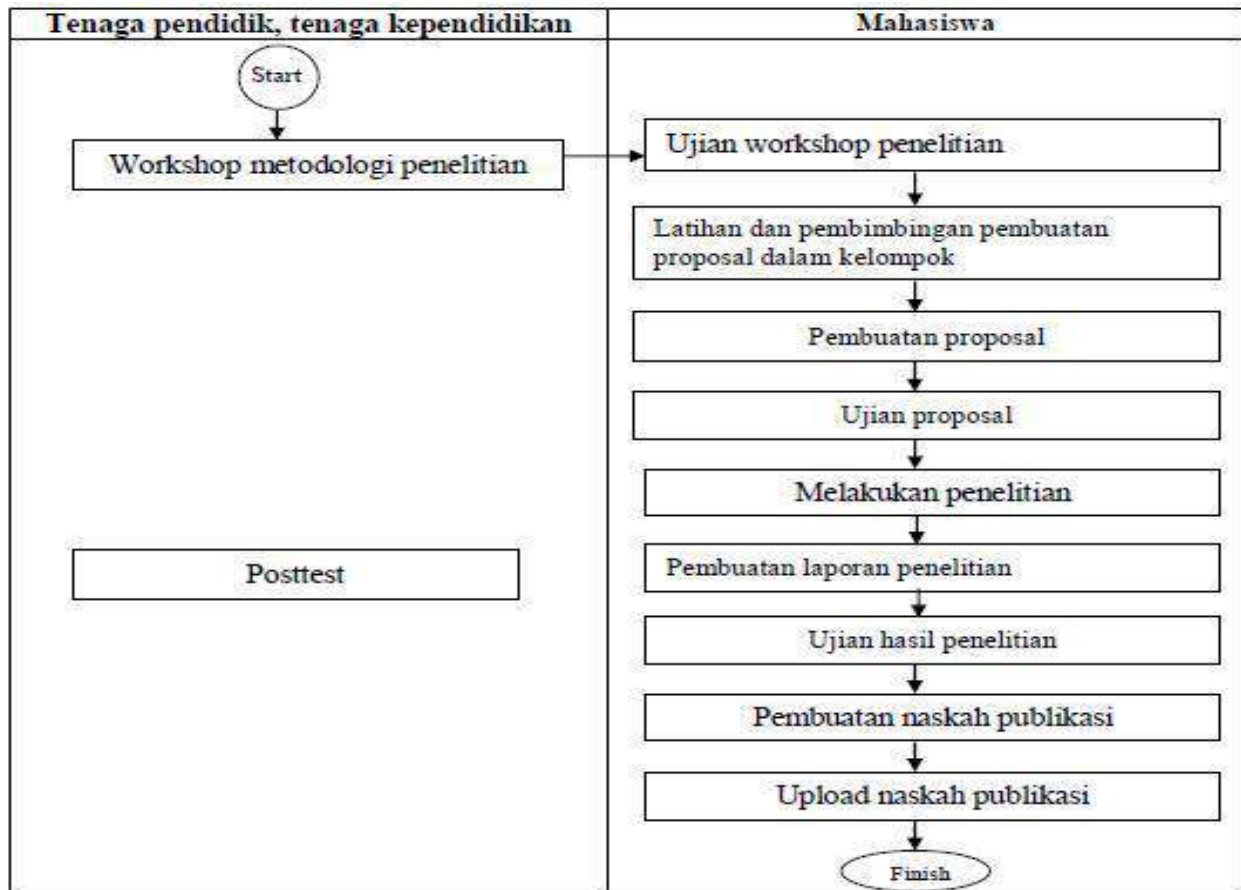 Tenaga pendidik, tenaga kependidikan
Mahasiswa
Start
Workshop metodologi penelitian
Ujian workshop penelitian
Latihan dan pembimbingan pembuatan
proposal dalam kelompok
Pembuatan proposal
Ujian proposal
Melakukan penelitian
Posttest
Pembuatan laporan penelitian
Ujian hasil penelitian
Pembuatan naskah publikasi
Upload naskah publikasi
Finish